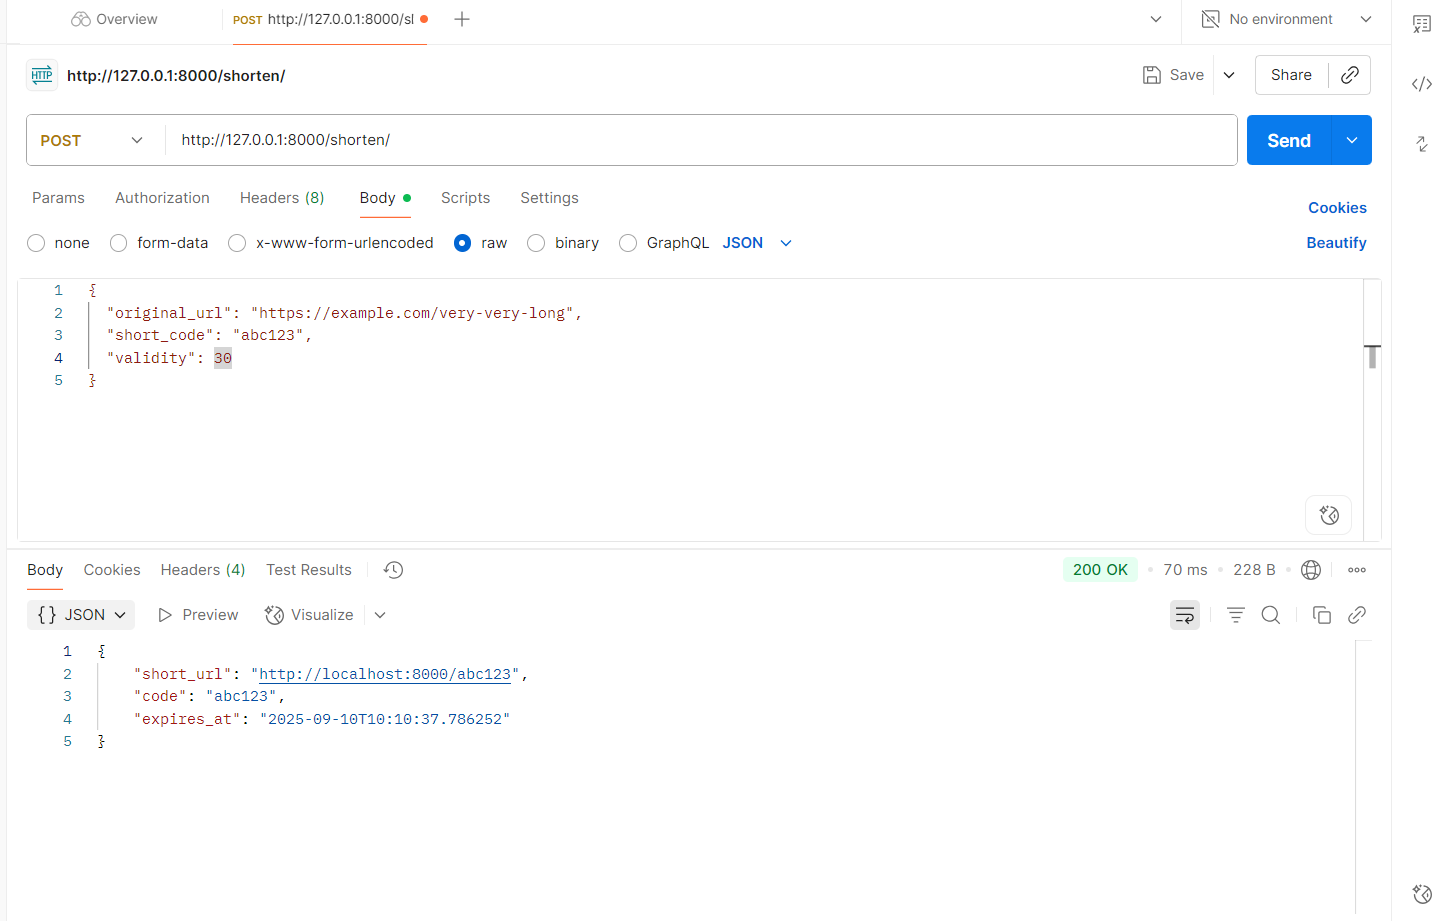 Overview
POST http://127.0.0.1:8000/sl
No environment
HTTP http://127.0.0.1:8000/shorten/
Save
Share
POST http://127.0.0.1:8000/shorten/
Send
Params Authorization Headers (8) Body Scripts Settings
Cookies
none form-data x-www-form-urlencoded raw binary GraphQL JSON
Beautify
1 {
2 "original_url": "https://example.com/very-very-long",
3 "short_code": "abc123",
4 "validity": 30
5 }
Body Cookies Headers (4) Test Results
200 OK 70 ms 228 B
{} JSON Preview Visualize
1 {
2 "short_url": "http://localhost:8000/abc123",
3 "code": "abc123",
4 "expires_at": "2025-09-10T10:10:37.786252"
5 }